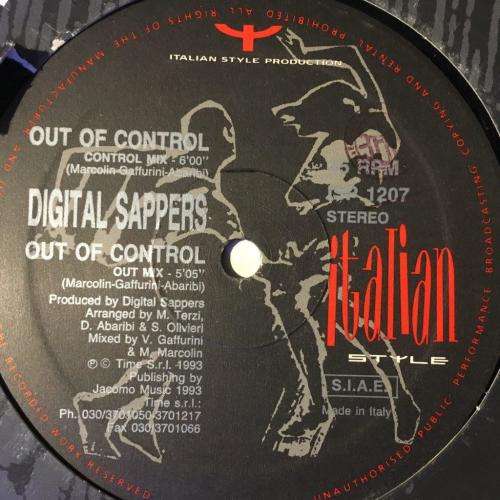 ITALIAN STYLE PRODUCTION
OUT OF CONTROL
CONTROL MIX - 6'00"
(Marcolin-Gaffurini-Abaribi)
RPM
1207
STEREO
DIGITAL SAPPERS
OUT OF CONTROL
OUT MIX - 5'05"
(Marcolin-Gaffurini-Abaribi)
Produced by Digital Sappers
Arranged by M. Terzi,
D. Abaribi & S. Olivieri
Mixed by V. Gaffurini
& M. Marcolin
℗ © Time S.r.l. 1993
Publishing by
Jacomo Music 1993
Time s.r.l.:
Ph. 030/3701050/3701217
Fax 030/3701066
italian
STYLE
S.I.A.E.
Made in Italy
ALL RIGHTS OF THE MANUFACTURER AND
THE RECORDED WORK RESERVED
UNAUTHORISED PUBLIC PERFORMANCE BROADCASTING COPYING AND RENTAL PROHIBITED